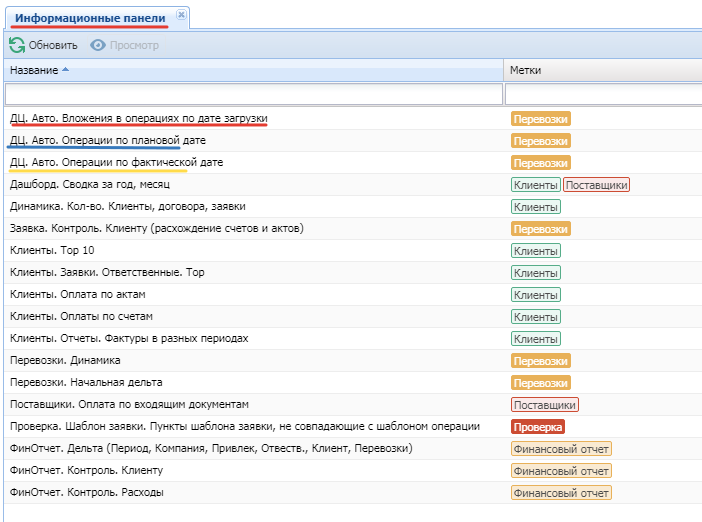 Информационные панели
Обновить Просмотр
Название Метки
ДЦ. Авто. Вложения в операциях по дате загрузки Перевозки
ДЦ. Авто. Операции по плановой дате Перевозки
ДЦ. Авто. Операции по фактической дате Перевозки
Дашборд. Сводка за год, месяц Клиенты Поставщики
Динамика. Кол-во. Клиенты, договора, заявки Клиенты
Заявка. Контроль. Клиенту (расхождение счетов и актов) Перевозки
Клиенты. Top 10 Клиенты
Клиенты. Заявки. Ответственные. Top Клиенты
Клиенты. Оплата по актам Клиенты
Клиенты. Оплаты по счетам Клиенты
Клиенты. Отчеты. Фактуры в разных периодах Клиенты
Перевозки. Динамика Перевозки
Перевозки. Начальная дельта Перевозки
Поставщики. Оплата по входящим документам Поставщики
Проверка. Шаблон заявки. Пункты шаблона заявки, не совпадающие с шаблоном операции Проверка
ФинОтчет. Дельта (Период, Компания, Привлек, Отвеств., Клиент, Перевозки) Финансовый отчет
ФинОтчет. Контроль. Клиенту Финансовый отчет
ФинОтчет. Контроль. Расходы Финансовый отчет